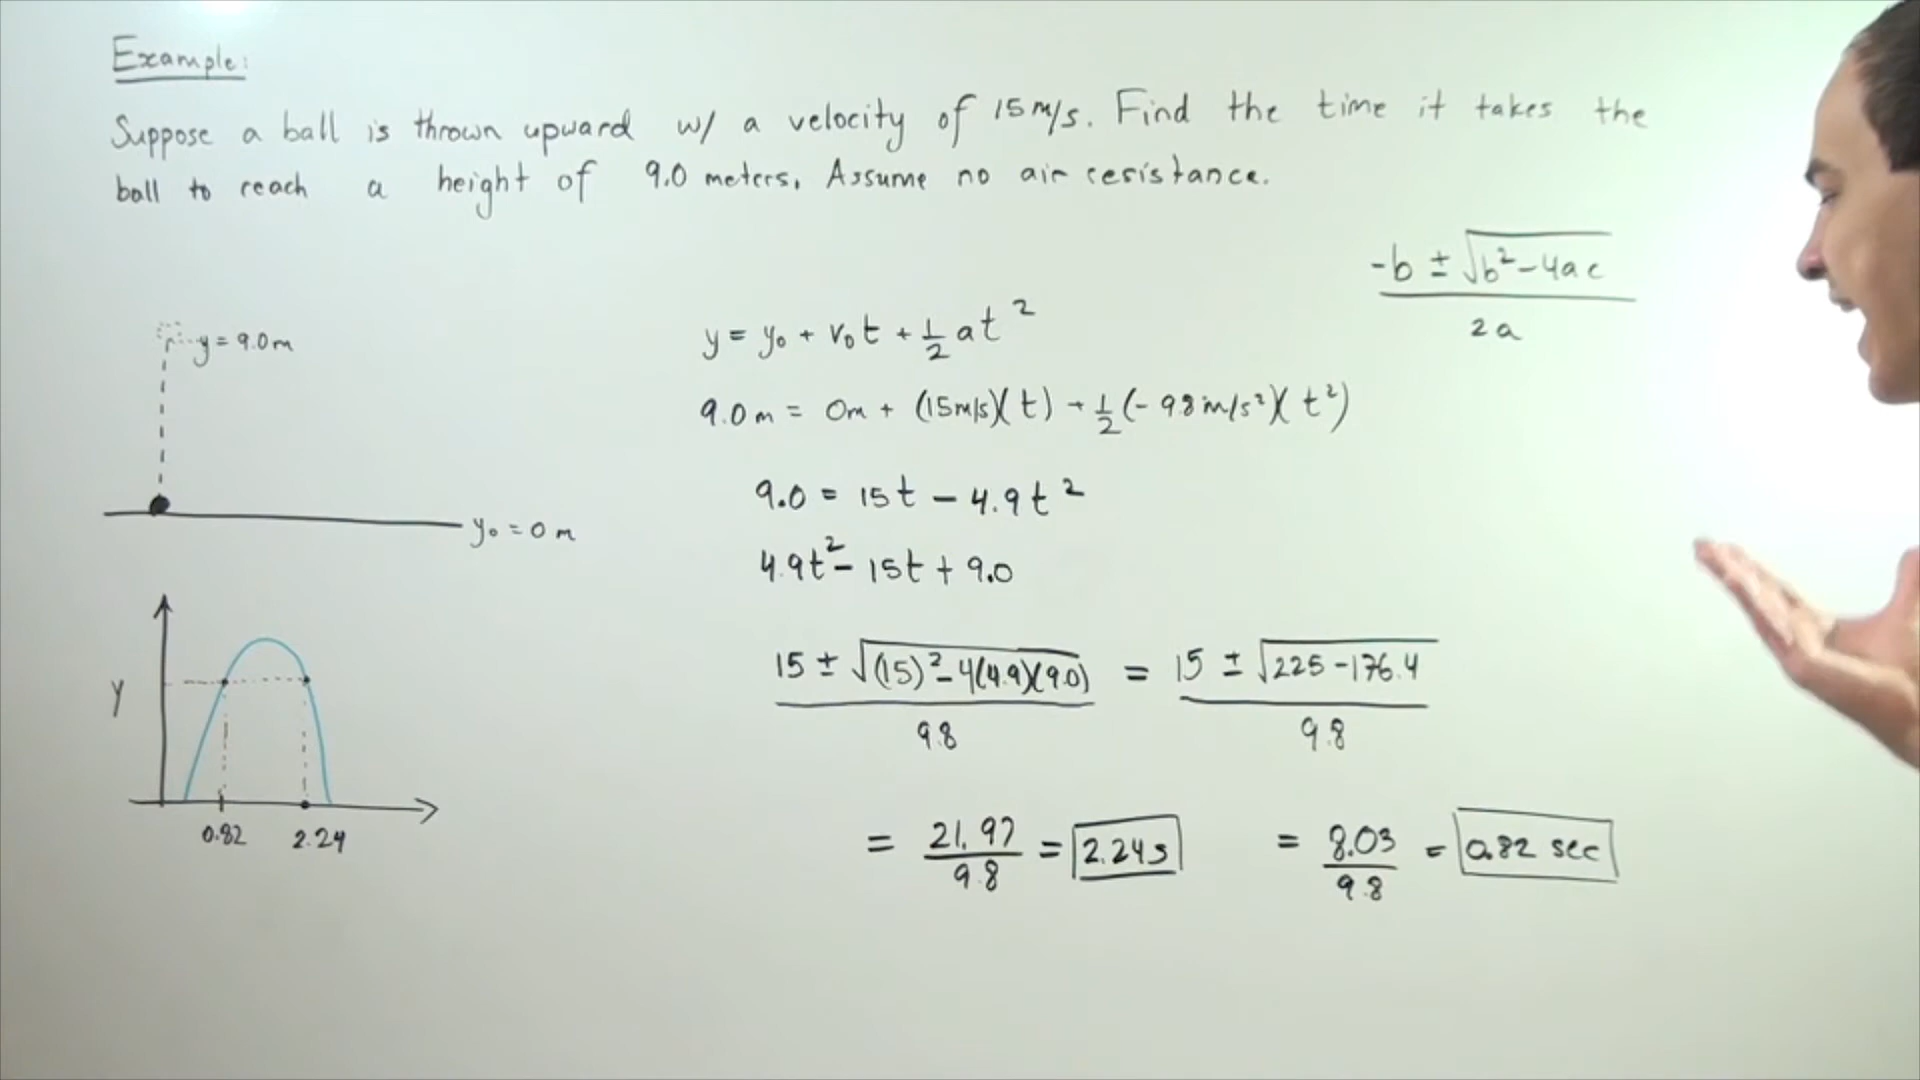 Example:
Suppose a ball is thrown upward w/ a velocity of 15m/s. Find the time it takes the
ball to reach a height of 9.0 meters. Assume no air resistance.
-b ± √b²-4ac
2a
y = 9.0m
y₀ = 0 m
y = y₀ + v₀t + ½ at²
9.0m = 0m + (15m/s)(t) + ½(-9.8m/s²)(t²)
9.0 = 15t - 4.9t²
4.9t² - 15t + 9.0
15 ± √(15)²-4(4.9)(9.0) = 15 ± √225-176.4
9.8 9.8
= 21.97 = 2.24s = 8.03 = 0.82 sec
9.8 9.8
Y
0.82 2.24